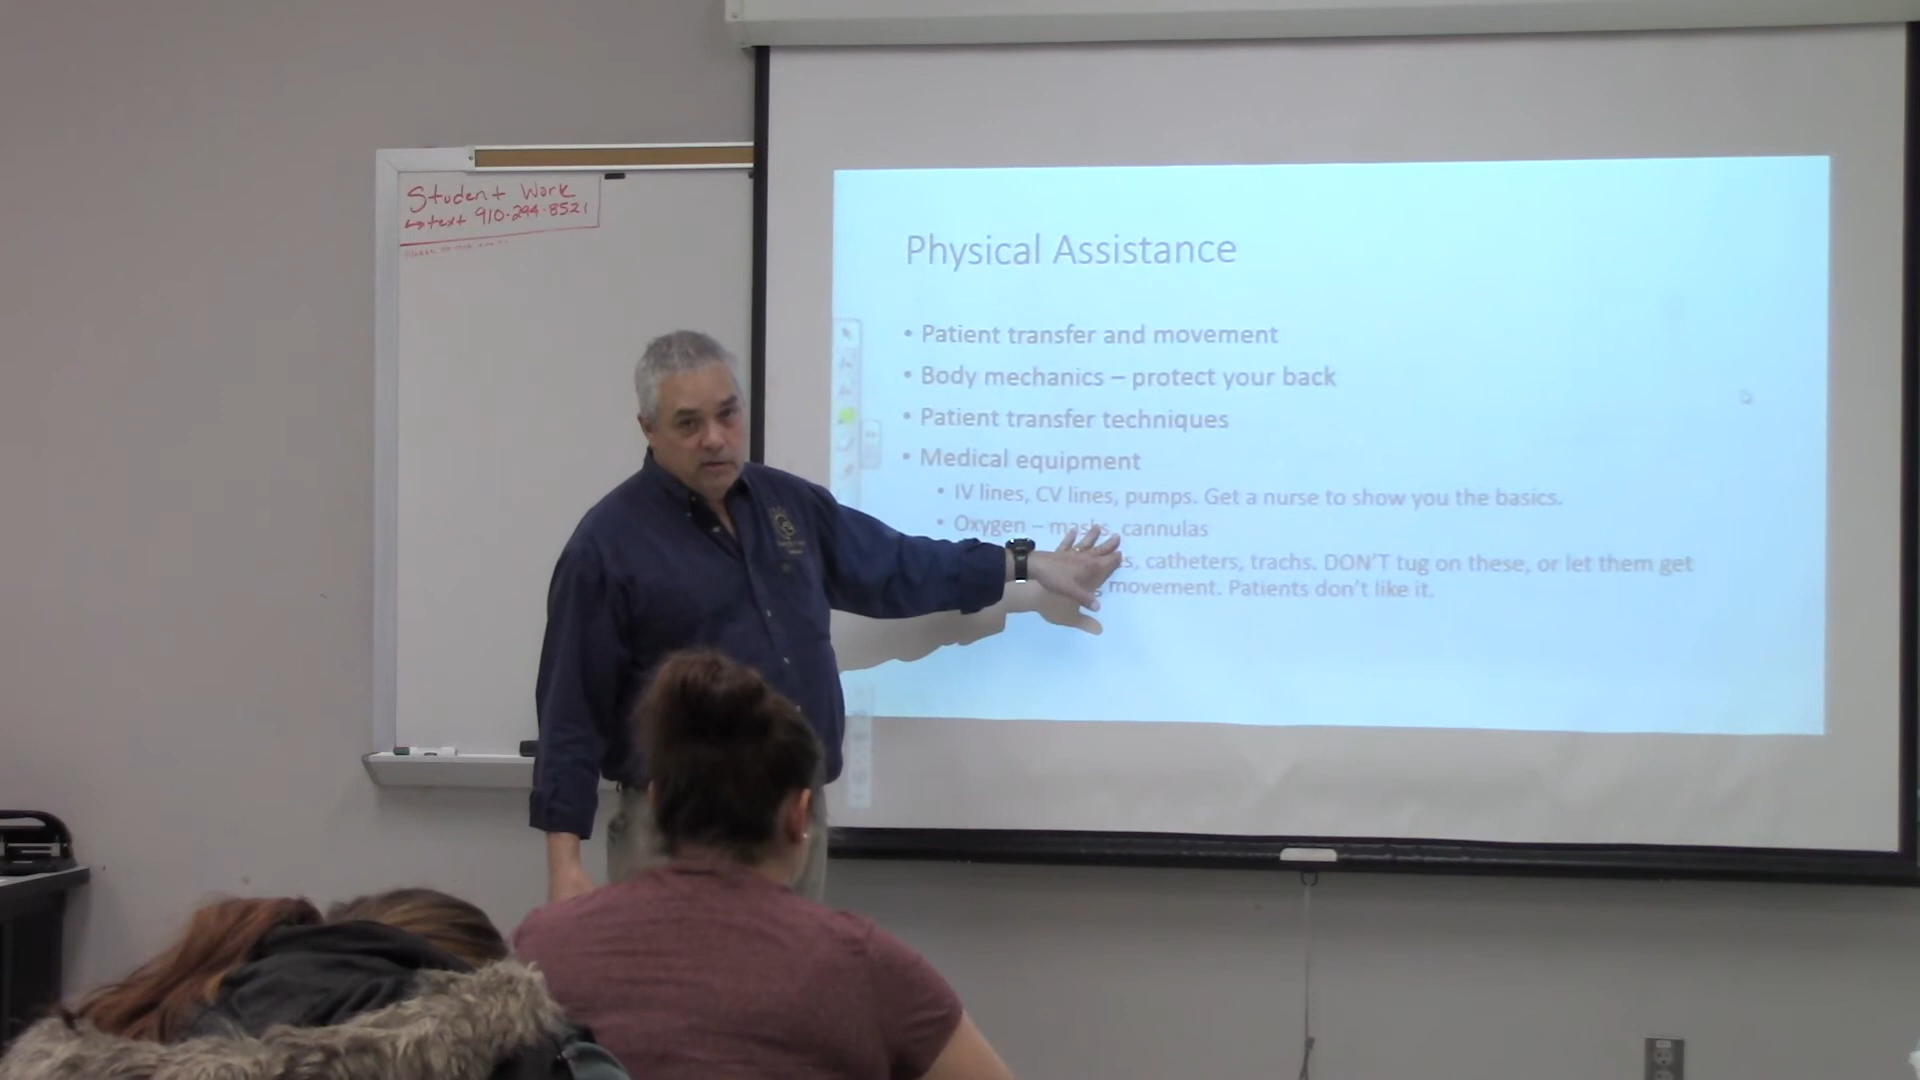 Student Work
↳ text 910-294-8521
Physical Assistance
• Patient transfer and movement
• Body mechanics – protect your back
• Patient transfer techniques
• Medical equipment
• IV lines, CV lines, pumps. Get a nurse to show you the basics.
• Oxygen – masks, cannulas
catheters, trachs. DON'T tug on these, or let them get
movement. Patients don't like it.